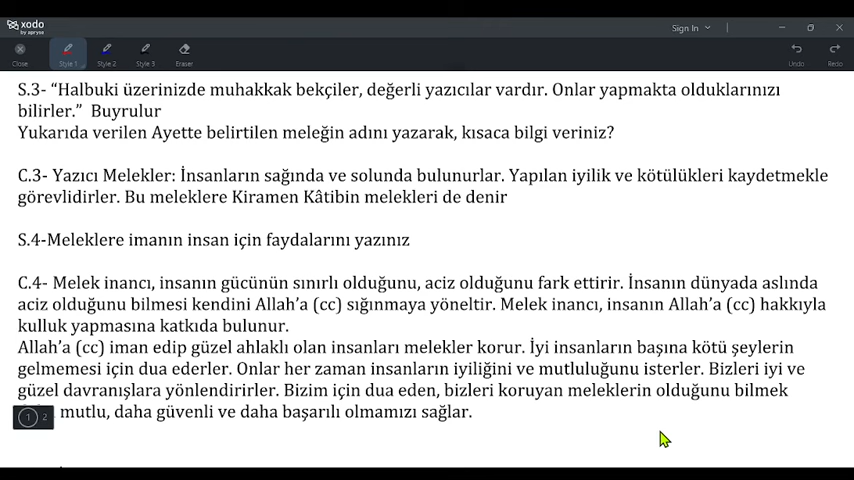 xodo
by apryse
Sign In
Close
Style 1
Style 2
Style 3
Eraser
Undo
Redo
S.3- “Halbuki üzerinizde muhakkak bekçiler, değerli yazıcılar vardır. Onlar yapmakta olduklarınızı
bilirler.” Buyrulur
Yukarıda verilen Ayette belirtilen meleğin adını yazarak, kısaca bilgi veriniz?
C.3- Yazıcı Melekler: İnsanların sağında ve solunda bulunurlar. Yapılan iyilik ve kötülükleri kaydetmekle
görevlidirler. Bu meleklere Kiramen Kâtibin melekleri de denir
S.4-Meleklere imanın insan için faydalarını yazınız
C.4- Melek inancı, insanın gücünün sınırlı olduğunu, aciz olduğunu fark ettirir. İnsanın dünyada aslında
aciz olduğunu bilmesi kendini Allah’a (cc) sığınmaya yöneltir. Melek inancı, insanın Allah’a (cc) hakkıyla
kulluk yapmasına katkıda bulunur.
Allah’a (cc) iman edip güzel ahlaklı olan insanları melekler korur. İyi insanların başına kötü şeylerin
gelmemesi için dua ederler. Onlar her zaman insanların iyiliğini ve mutluluğunu isterler. Bizleri iyi ve
güzel davranışlara yönlendirirler. Bizim için dua eden, bizleri koruyan meleklerin olduğunu bilmek
mutlu, daha güvenli ve daha başarılı olmamızı sağlar.
1 2